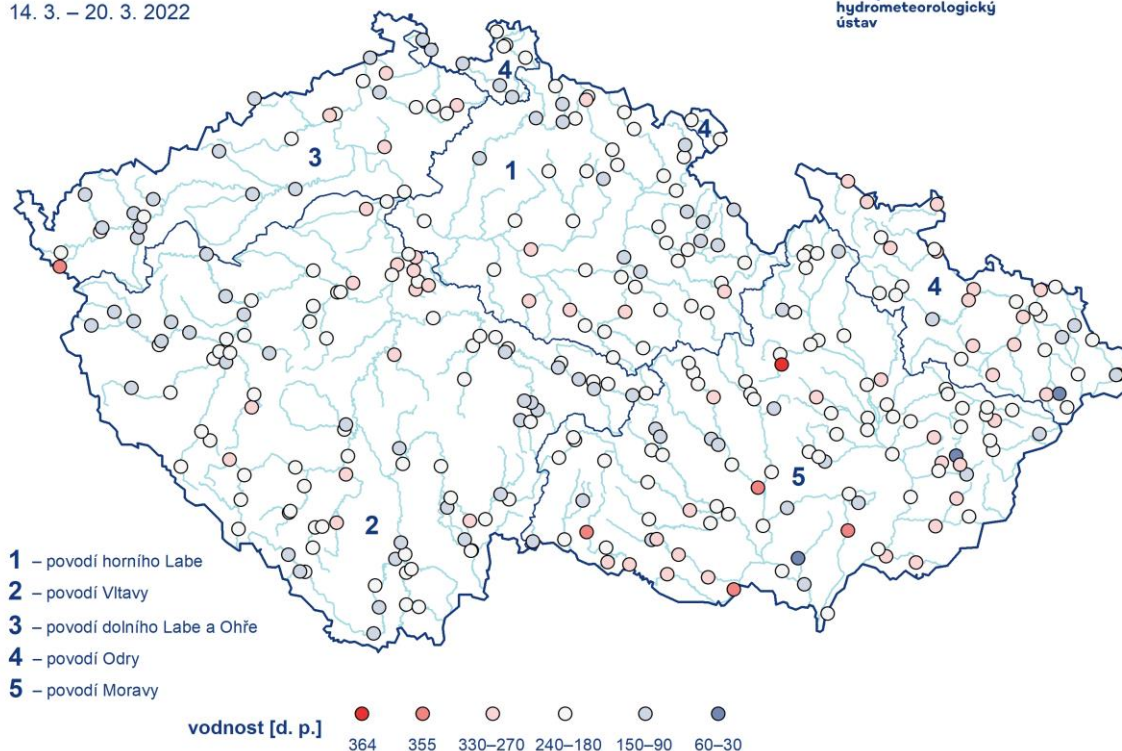 14. 3. – 20. 3. 2022
hydrometeorologický
ústav
4
4
3
1
4
5
2
1 – povodí horního Labe
2 – povodí Vltavy
3 – povodí dolního Labe a Ohře
4 – povodí Odry
5 – povodí Moravy
vodnost [d. p.]
364 355 330–270 240–180 150–90 60–30